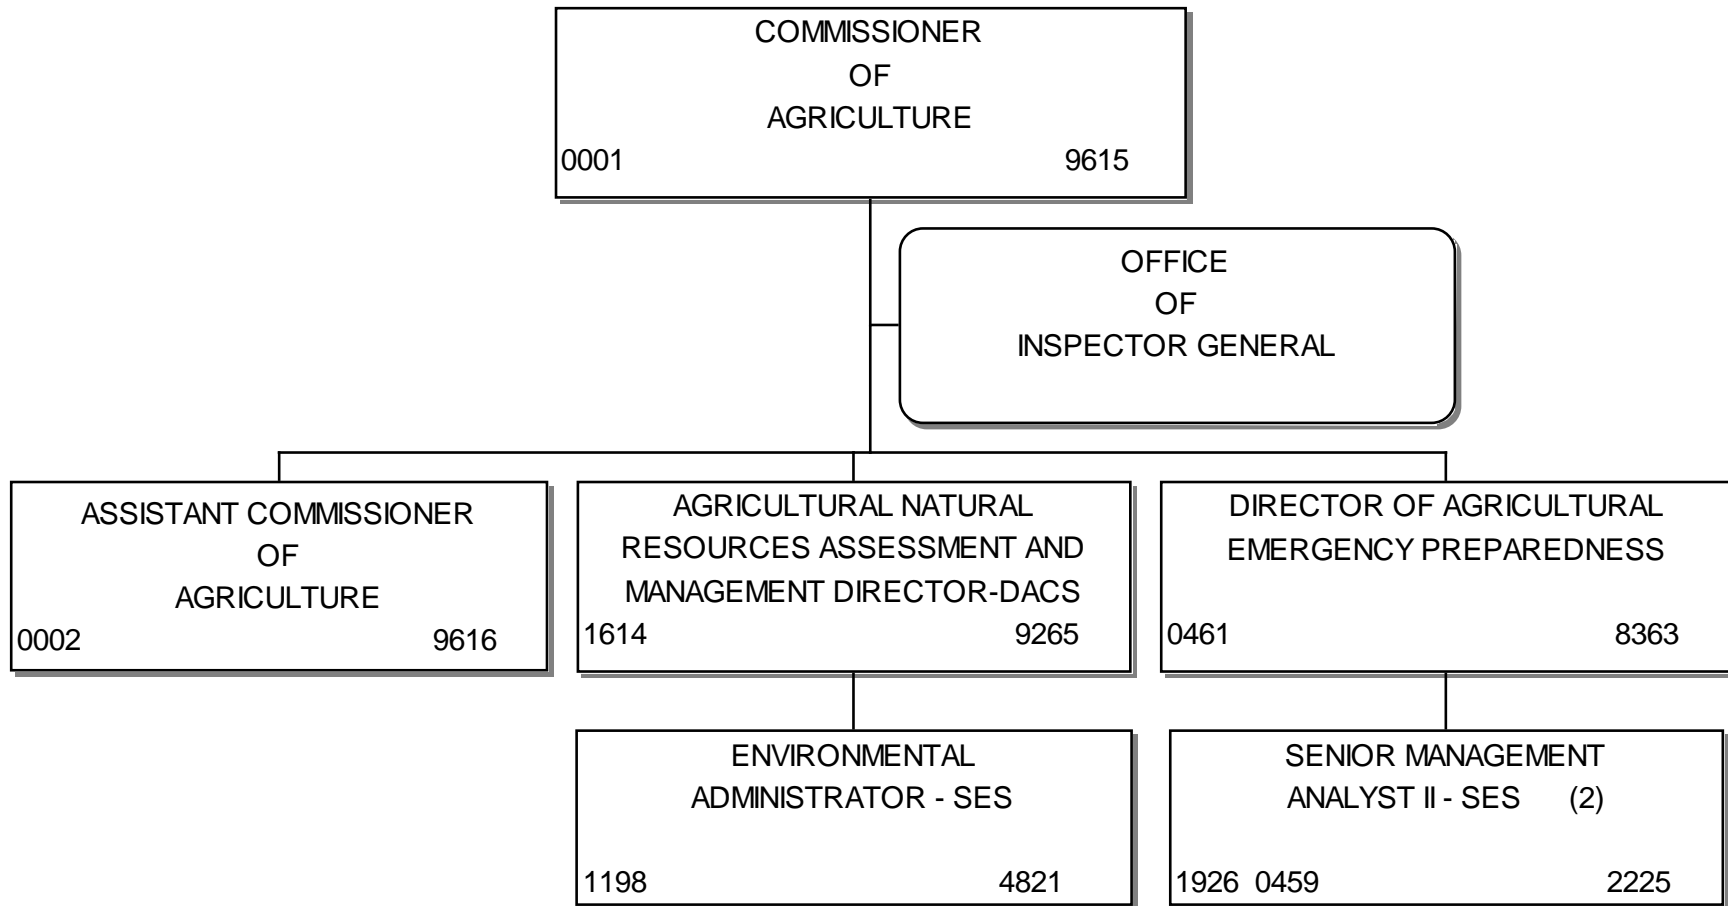 COMMISSIONER
OF
AGRICULTURE
0001 9615
OFFICE
OF
INSPECTOR GENERAL
ASSISTANT COMMISSIONER
OF
AGRICULTURE
0002 9616
AGRICULTURAL NATURAL
RESOURCES ASSESSMENT AND
MANAGEMENT DIRECTOR-DACS
1614 9265
DIRECTOR OF AGRICULTURAL
EMERGENCY PREPAREDNESS
0461 8363
ENVIRONMENTAL
ADMINISTRATOR - SES
1198 4821
SENIOR MANAGEMENT
ANALYST II - SES (2)
1926 0459 2225